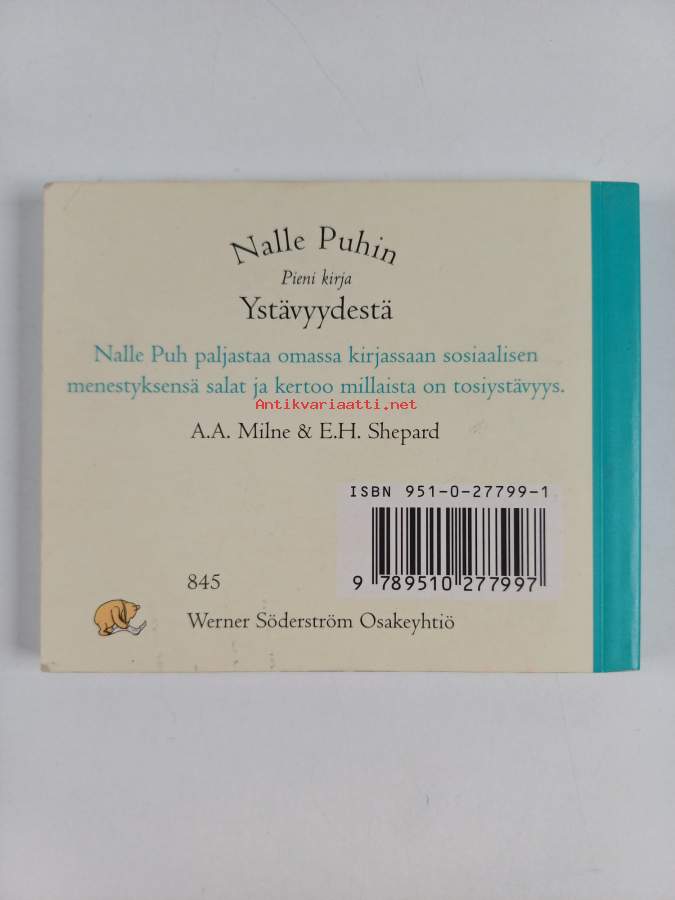 Nalle Puhin
Pieni kirja
Ystävyydestä
Nalle Puh paljastaa omassa kirjassaan sosiaalisen
menestyksensä salat ja kertoo millaista on tosiystävyys.
Antikvariaatti.net
A.A. Milne & E.H. Shepard
ISBN 951-0-27799-1
9 789510 277997
845
Werner Söderström Osakeyhtiö